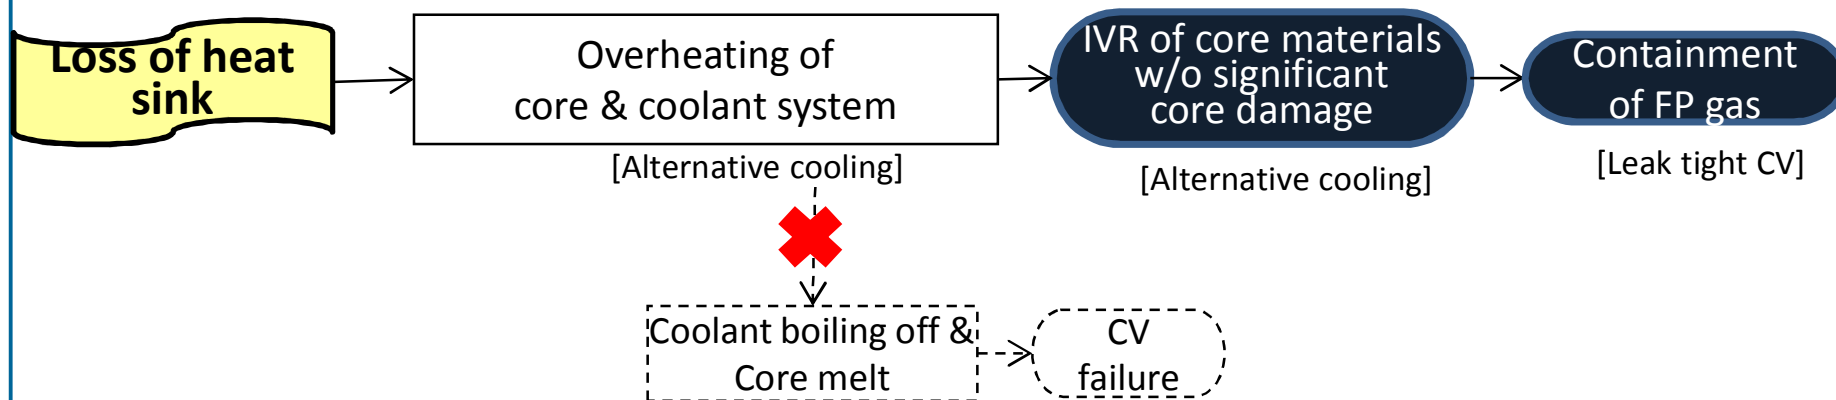 Loss of heat
sink
Overheating of
core & coolant system
[Alternative cooling]
IVR of core materials
w/o significant
core damage
[Alternative cooling]
Containment
of FP gas
[Leak tight CV]
Coolant boiling off &
Core melt
CV
failure